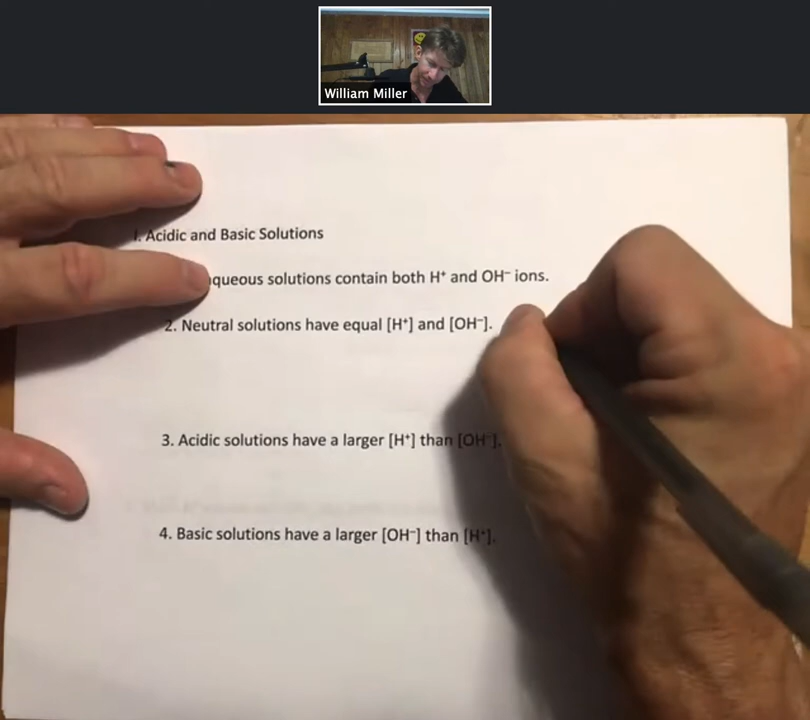 William Miller
I. Acidic and Basic Solutions
queous solutions contain both H⁺ and OH⁻ ions.
2. Neutral solutions have equal [H⁺] and [OH⁻].
3. Acidic solutions have a larger [H⁺] than [OH⁻].
4. Basic solutions have a larger [OH⁻] than [H⁺].